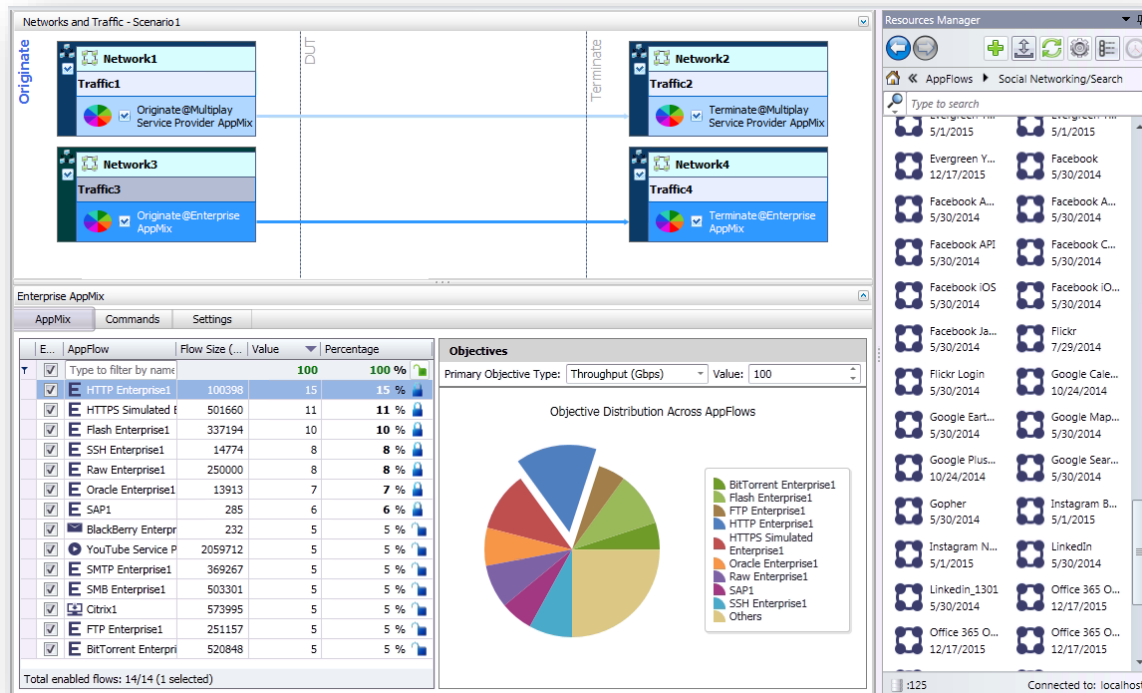 Networks and Traffic - Scenario1
Originate
DUT
Terminate
Network1
Traffic1
Originate@Multiplay
Service Provider AppMix
Network2
Traffic2
Terminate@Multiplay
Service Provider AppMix
Network3
Traffic3
Originate@Enterprise
AppMix
Network4
Traffic4
Terminate@Enterprise
AppMix
Enterprise AppMix
AppMix Commands Settings
E... AppFlow Flow Size (... Value Percentage
Type to filter by name 100 100 %
HTTP Enterprise1 100398 15 15 %
HTTPS Simulated E 501660 11 11 %
Flash Enterprise1 337194 10 10 %
SSH Enterprise1 14774 8 8 %
Raw Enterprise1 250000 8 8 %
Oracle Enterprise1 13913 7 7 %
SAP1 285 6 6 %
BlackBerry Enterpr 232 5 5 %
YouTube Service P 2059712 5 5 %
SMTP Enterprise1 369267 5 5 %
SMB Enterprise1 503301 5 5 %
Citrix1 573995 5 5 %
FTP Enterprise1 251157 5 5 %
BitTorrent Enterpri 520848 5 5 %
Total enabled flows: 14/14 (1 selected)
Objectives
Primary Objective Type: Throughput (Gbps) Value: 100
Objective Distribution Across AppFlows
BitTorrent Enterprise1
Flash Enterprise1
FTP Enterprise1
HTTP Enterprise1
HTTPS Simulated
Enterprise1
Oracle Enterprise1
Raw Enterprise1
SAP1
SSH Enterprise1
Others
Resources Manager
AppFlows Social Networking/Search
Type to search
5/1/2015 5/1/2015
Evergreen Y... Facebook
12/17/2015 5/30/2014
Facebook A... Facebook A...
5/30/2014 5/30/2014
Facebook API Facebook C...
5/30/2014 5/30/2014
Facebook iOS Facebook iO...
5/30/2014 5/30/2014
Facebook Ja... Flickr
5/30/2014 7/29/2014
Flickr Login Google Cale...
5/30/2014 10/24/2014
Google Eart... Google Map...
5/30/2014 5/30/2014
Google Plus... Google Sear...
10/24/2014 5/30/2014
Gopher Instagram B...
5/30/2014 5/1/2015
Instagram N... LinkedIn
5/1/2015 5/30/2014
Linkedin_1301 Office 365 O...
5/30/2014 12/17/2015
Office 365 O... Office 365 O...
12/17/2015 12/17/2015
:125 Connected to: localhost